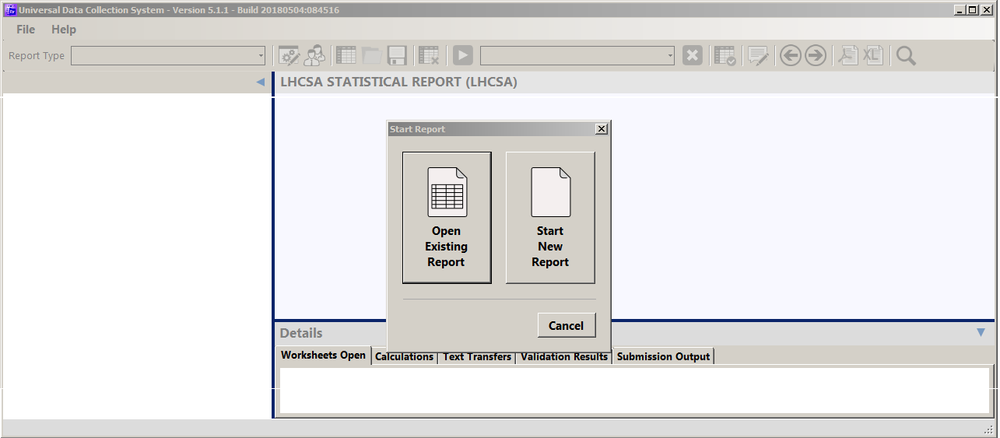 Universal Data Collection System - Version 5.1.1 - Build 20180504:084516
File Help
Report Type
LHCSA STATISTICAL REPORT (LHCSA)
Start Report
Open
Existing
Report
Start
New
Report
Cancel
Details
Worksheets Open Calculations Text Transfers Validation Results Submission Output